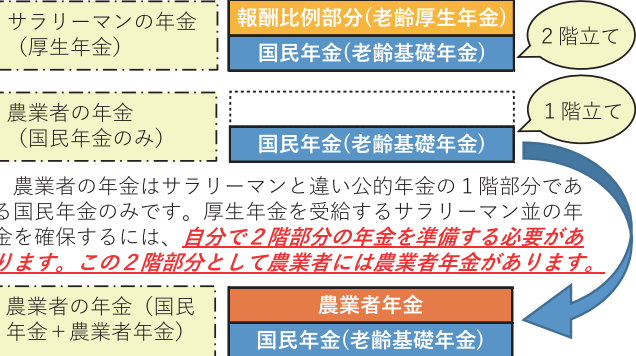 サラリーマンの年金
（厚生年金）
報酬比例部分(老齢厚生年金)
国民年金(老齢基礎年金)
２階立て
農業者の年金
（国民年金のみ）
国民年金(老齢基礎年金)
１階立て
農業者の年金はサラリーマンと違い公的年金の１階部分であ
る国民年金のみです。厚生年金を受給するサラリーマン並の年
金を確保するには、自分で２階部分の年金を準備する必要があ
ります。この２階部分として農業者には農業者年金があります。
農業者の年金（国民
年金＋農業者年金）
農業者年金
国民年金(老齢基礎年金)